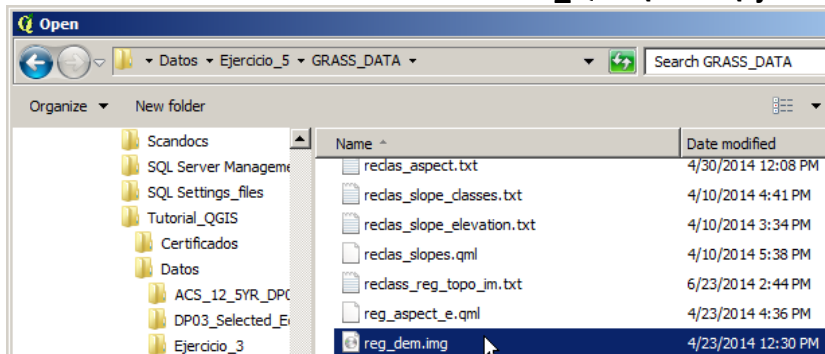 Open
Datos Ejercicio_5 GRASS_DATA Search GRASS_DATA
Organize New folder
Scandocs
SQL Server Manageme
SQL Settings_files
Tutorial_QGIS
Certificados
Datos
ACS_12_5YR_DP0
DP03_Selected_E
Ejercicio_3
Name Date modified
reclas_aspect.txt 4/30/2014 12:08 PM
reclas_slope_classes.txt 4/10/2014 4:41 PM
reclas_slope_elevation.txt 4/10/2014 3:34 PM
reclas_slopes.qml 4/10/2014 5:38 PM
reclass_reg_topo_im.txt 6/23/2014 2:44 PM
reg_aspect_e.qml 4/23/2014 4:36 PM
reg_dem.img 4/23/2014 12:30 PM